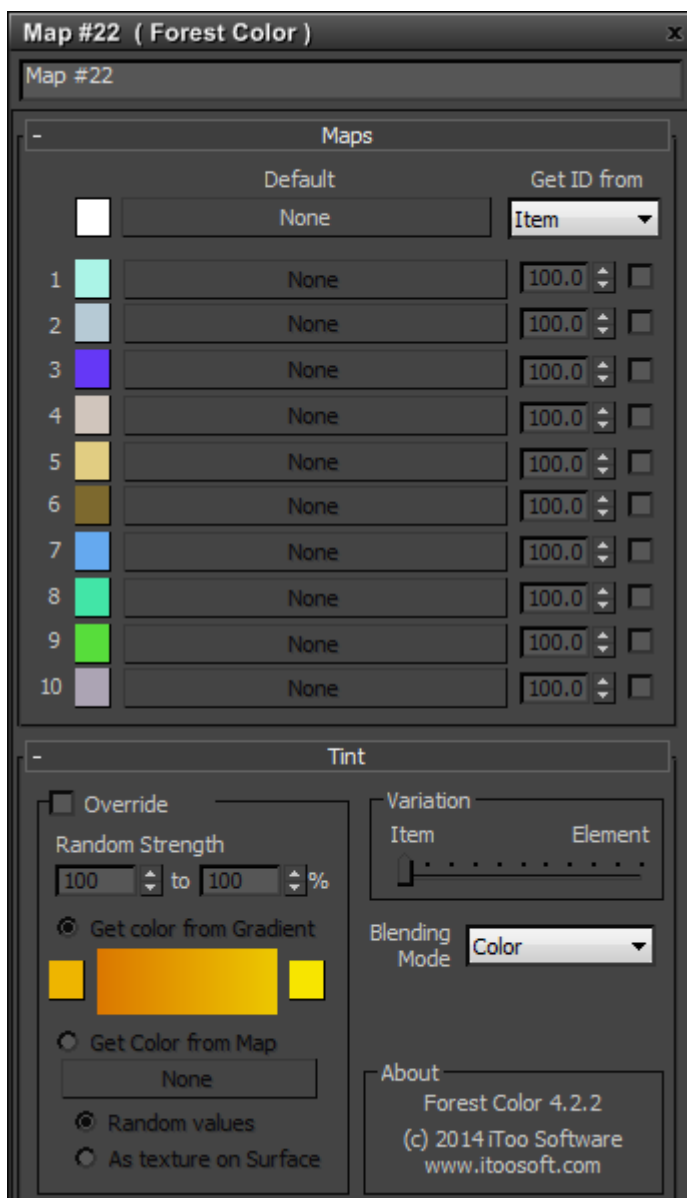 Map #22 ( Forest Color ) x
Map #22
- Maps
Default Get ID from
None Item
1 None 100.0
2 None 100.0
3 None 100.0
4 None 100.0
5 None 100.0
6 None 100.0
7 None 100.0
8 None 100.0
9 None 100.0
10 None 100.0
- Tint
Override
Random Strength
100 to 100 %
Get color from Gradient
Get Color from Map
None
Random values
As texture on Surface
Variation
Item Element
Blending
Mode Color
About
Forest Color 4.2.2
(c) 2014 iToo Software
www.itoosoft.com